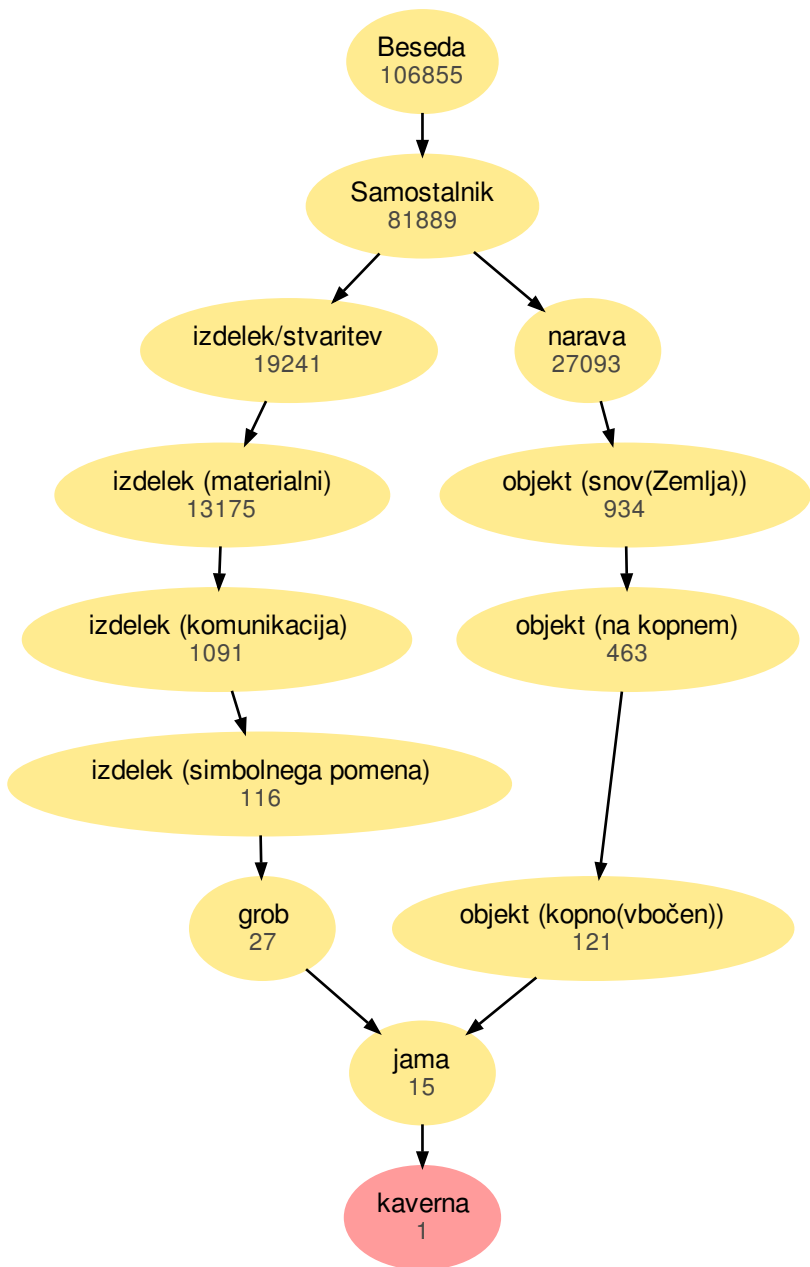 Beseda
106855
Samostalnik
81889
izdelek/stvaritev
19241
narava
27093
izdelek (materialni)
13175
objekt (snov(Zemlja))
934
izdelek (komunikacija)
1091
objekt (na kopnem)
463
izdelek (simbolnega pomena)
116
grob
27
objekt (kopno(vbočen))
121
jama
15
kaverna
1